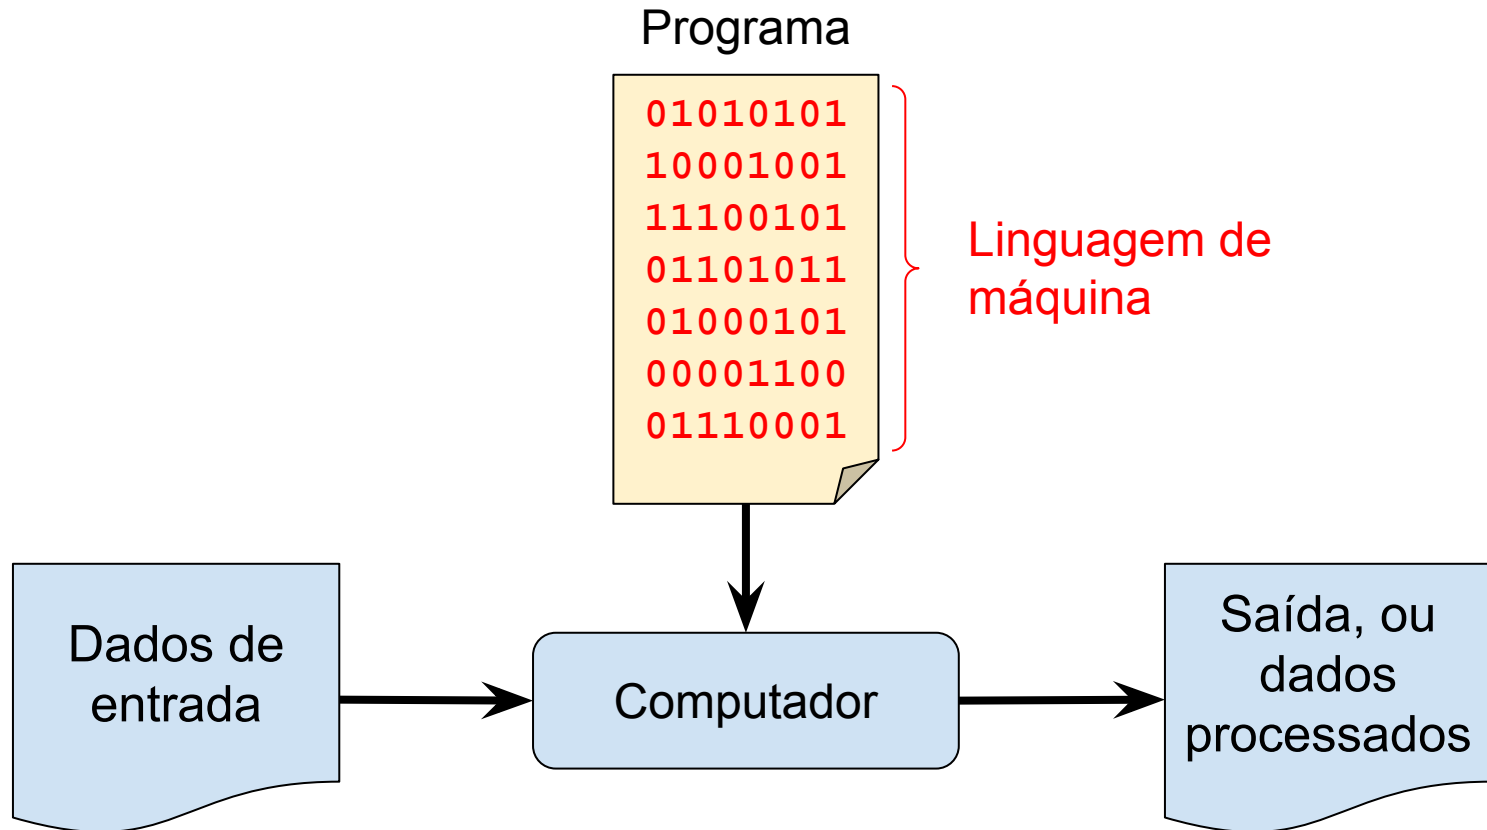 Programa
01010101
10001001
11100101
01101011
01000101
00001100
01110001
Linguagem de
máquina
Dados de
entrada
Computador
Saída, ou
dados
processados